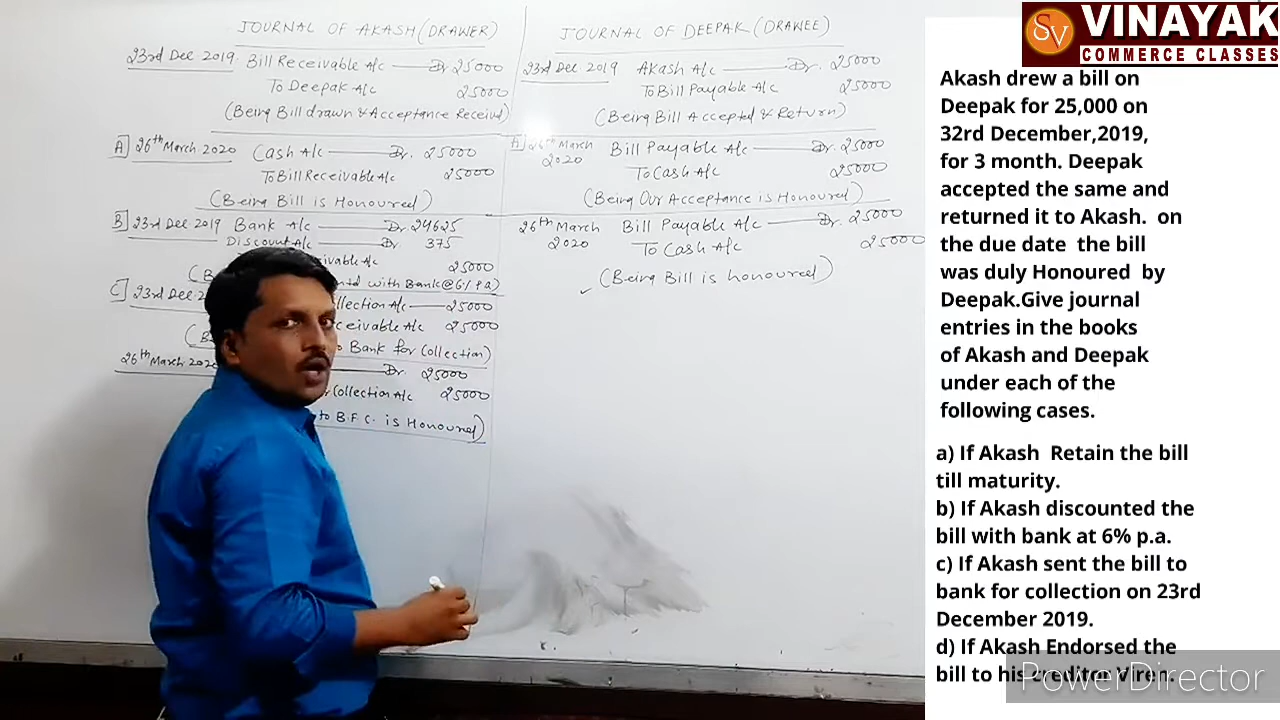 JOURNAL OF AKASH (DRAWER)
23rd Dec 2019 Bill Receivable A/c Dr 25000
To Deepak A/c 25000
(Being Bill drawn & Acceptance Received)
A] 26th March 2020 Cash A/c Dr. 25000
To Bill Receivable A/c 25000
(Being Bill is Honoured)
B] 23rd Dec 2019 Bank A/c Dr 24625
Discount A/c Dr. 375
ceivable A/c 25000
with Bank @ 6% P.a)
C] 23rd Dec 20 ollection A/c 25000
ceivable A/c 25000
to Bank for Collection)
26th March 2020 Dr. 25000
r Collection A/c 25000
to B.F.C. is Honoured)
JOURNAL OF DEEPAK (DRAWEE)
23rd Dec 2019 Akash A/c Dr. 25000
To Bill Payable A/c 25000
(Being Bill Accepted & Return)
A] 26th March 2020 Bill Payable A/c Dr. 25000
To Cash A/c 25000
(Being Our Acceptance is Honoured)
26th March 2020 Bill Payable A/c Dr. 25000
To Cash A/c 25000
(Being Bill is honoured)
SV VINAYAK
COMMERCE CLASSES
Akash drew a bill on
Deepak for 25,000 on
32rd December,2019,
for 3 month. Deepak
accepted the same and
returned it to Akash. on
the due date the bill
was duly Honoured by
Deepak.Give journal
entries in the books
of Akash and Deepak
under each of the
following cases.
a) If Akash Retain the bill
till maturity.
b) If Akash discounted the
bill with bank at 6% p.a.
c) If Akash sent the bill to
bank for collection on 23rd
December 2019.
d) If Akash Endorsed the
bill to his creditor Viren.
PowerDirector